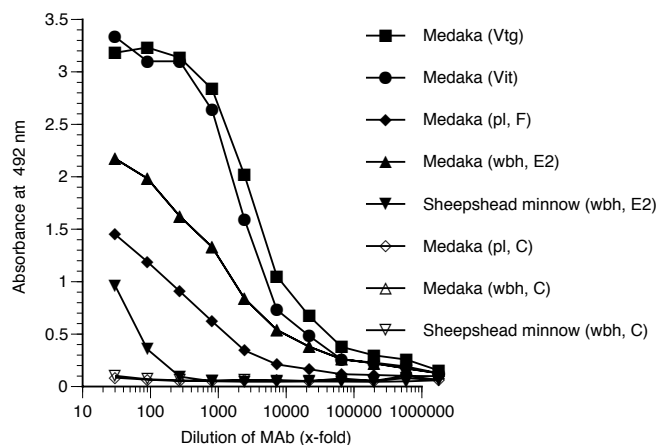 3.5
3
2.5
2
1.5
1
0.5
0
Absorbance at 492 nm
10
100
1000
10000
100000
1000000
Dilution of MAb (x-fold)
Medaka (Vtg)
Medaka (Vit)
Medaka (pl, F)
Medaka (wbh, E2)
Sheepshead minnow (wbh, E2)
Medaka (pl, C)
Medaka (wbh, C)
Sheepshead minnow (wbh, C)